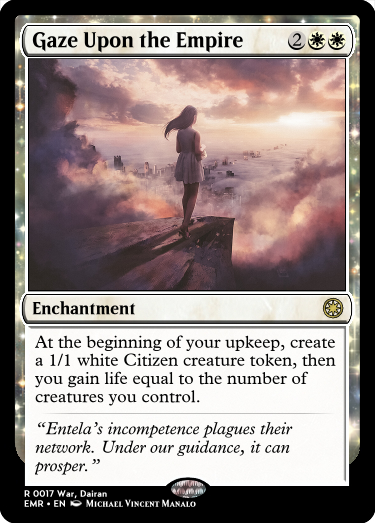 Gaze Upon the Empire 2
Enchantment
At the beginning of your upkeep, create
a 1/1 white Citizen creature token, then
you gain life equal to the number of
creatures you control.
“Entela’s incompetence plagues their
network. Under our guidance, it can
prosper.”
R 0017 War, Dairan
EMR • EN Michael Vincent Manalo